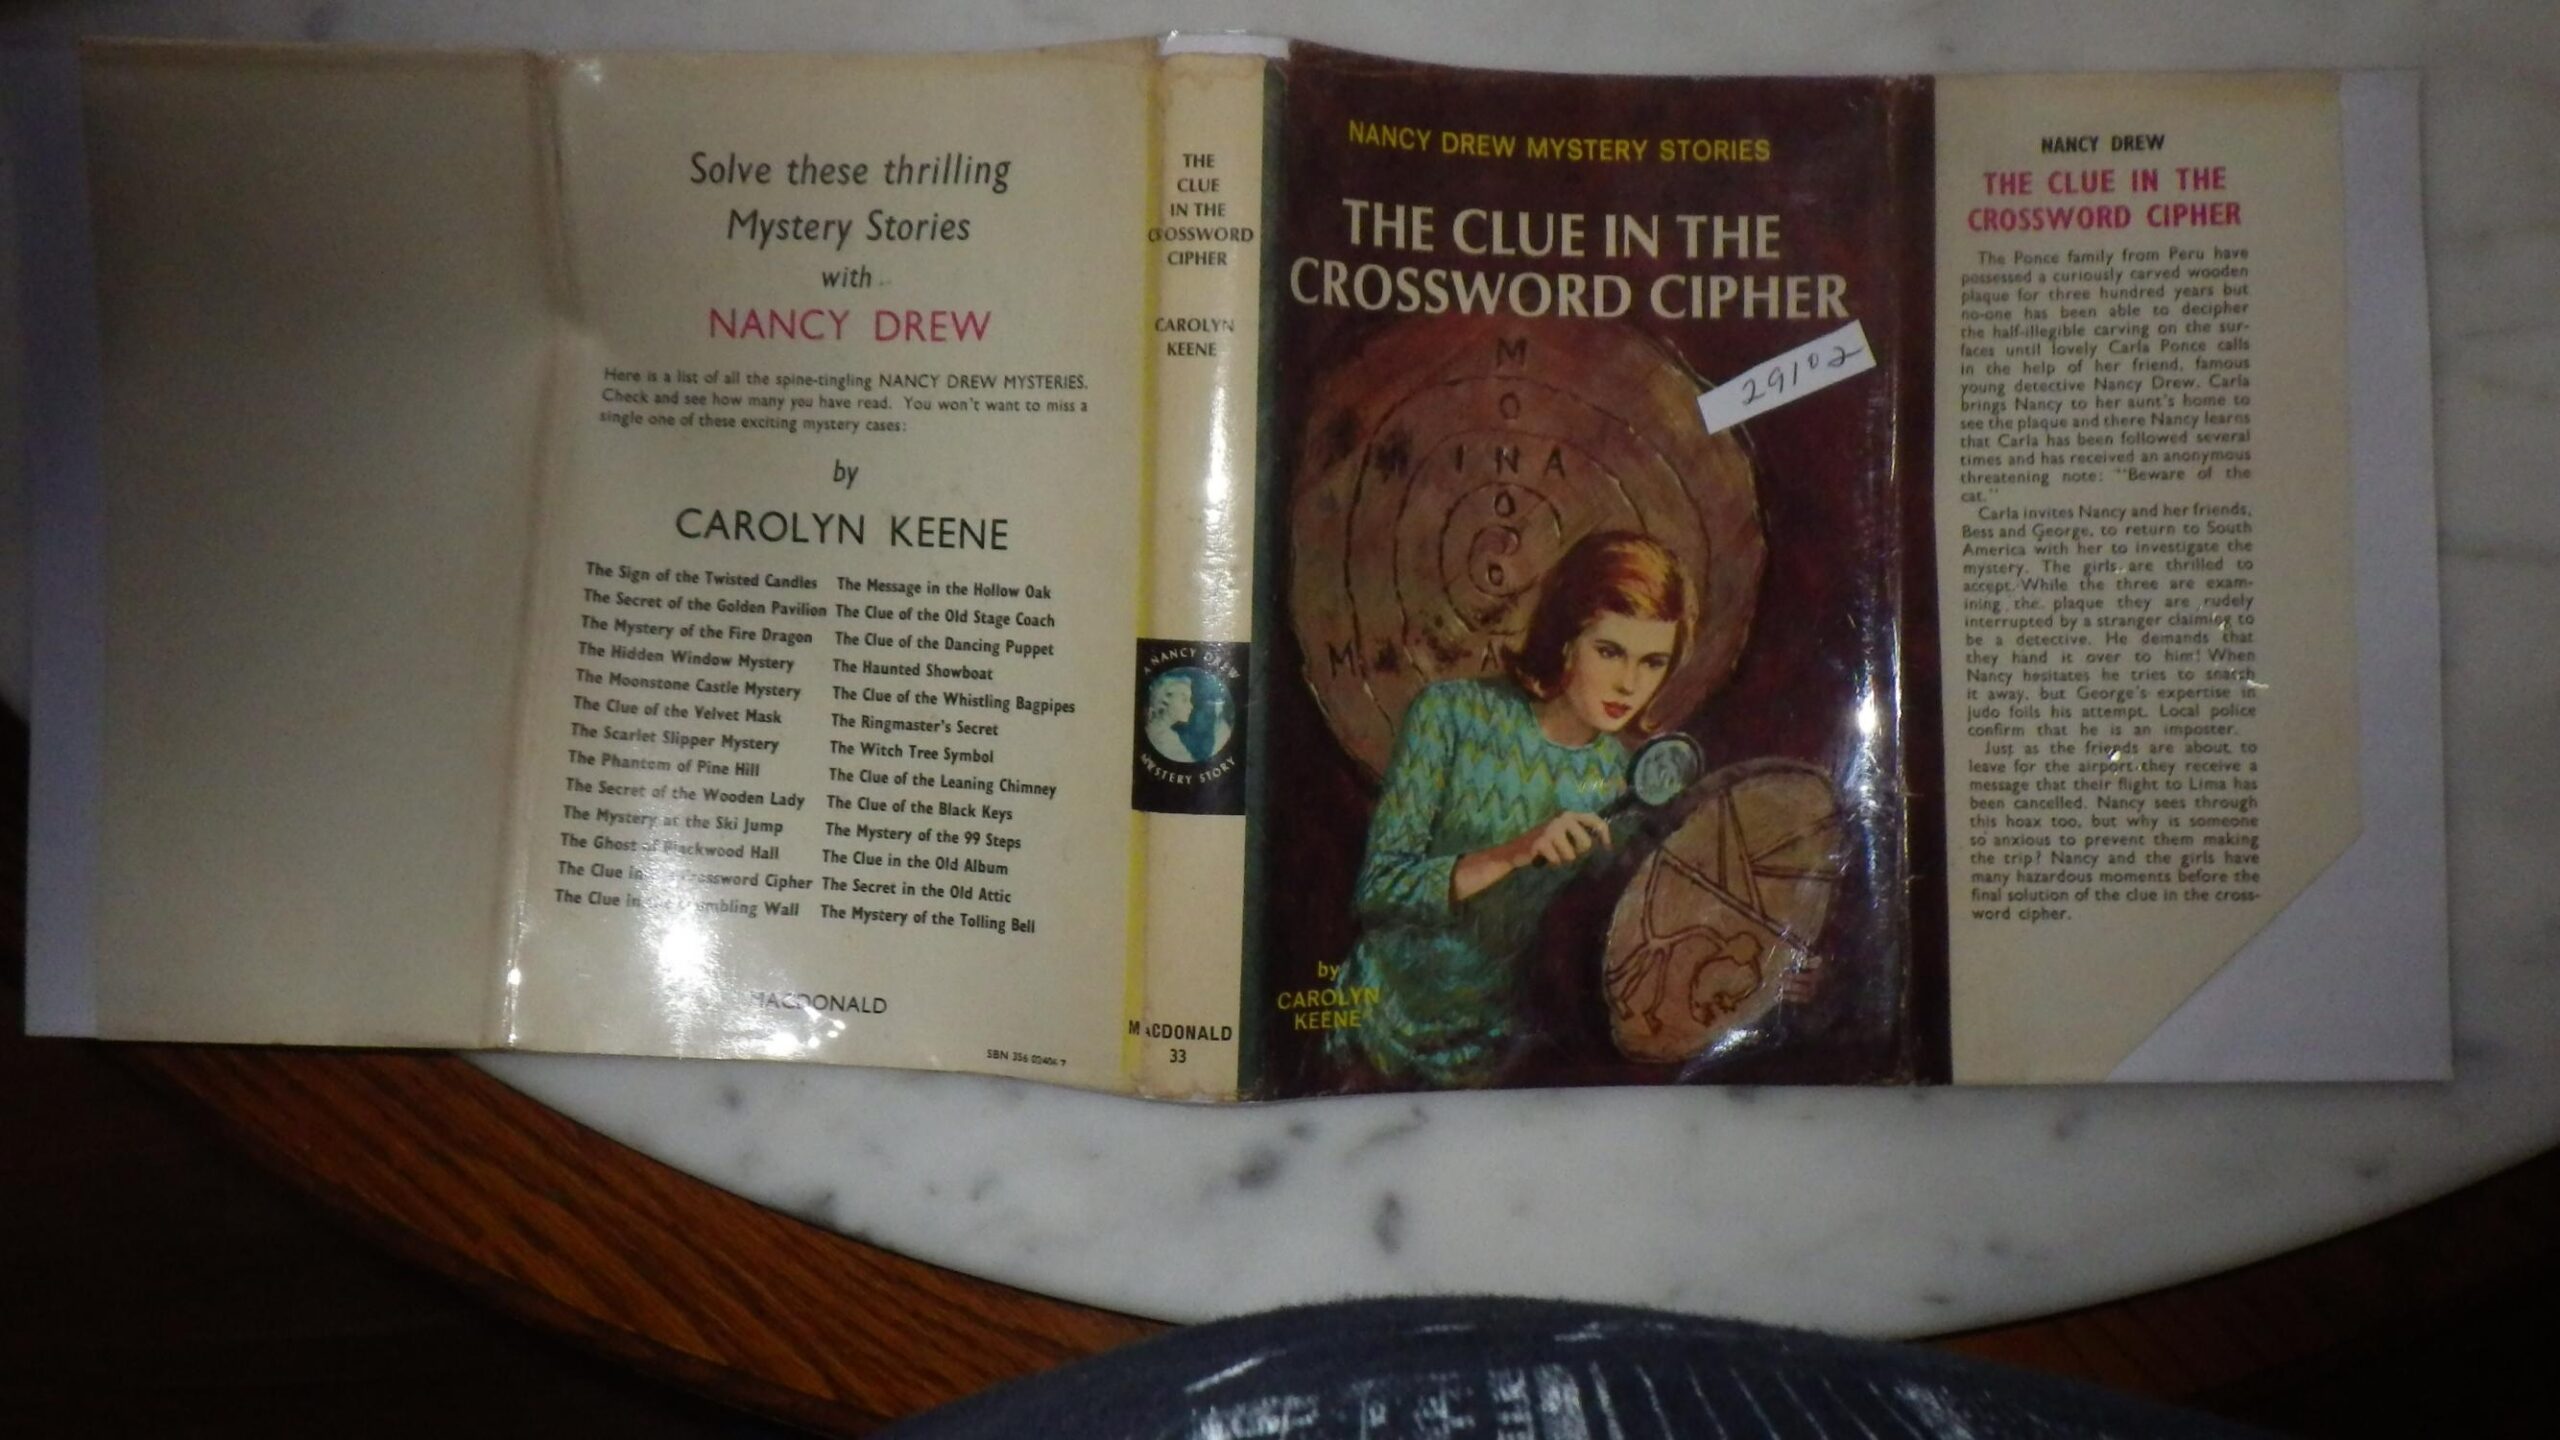 Solve these thrilling
Mystery Stories
with
NANCY DREW
Here is a list of all the spine-tingling NANCY DREW MYSTERIES.
Check and see how many you have read. You won't want to miss a
single one of these exciting mystery cases:
by
CAROLYN KEENE
The Sign of the Twisted Candles
The Secret of the Golden Pavilion
The Mystery of the Fire Dragon
The Hidden Window Mystery
The Moonstone Castle Mystery
The Clue of the Velvet Mask
The Scarlet Slipper Mystery
The Phantom of Pine Hill
The Secret of the Wooden Lady
The Mystery at the Ski Jump
The Ghost of Blackwood Hall
The Clue in Crossword Cipher
The Clue in Wall
The Message in the Hollow Oak
The Clue of the Old Stage Coach
The Clue of the Dancing Puppet
The Haunted Showboat
The Clue of the Whistling Bagpipes
The Ringmaster's Secret
The Witch Tree Symbol
The Clue of the Leaning Chimney
The Clue of the Black Keys
The Mystery of the 99 Steps
The Clue in the Old Album
The Secret in the Old Attic
The Mystery of the Tolling Bell
MACDONALD
SBN 356
THE
CLUE
IN THE
CROSSWORD
CIPHER
CAROLYN
KEENE
A NANCY DREW
MYSTERY STORY
MACDONALD
33
NANCY DREW MYSTERY STORIES
THE CLUE IN THE
CROSSWORD CIPHER
29102
M
O
I N A
O
O
M
A
by
CAROLYN
KEENE
NANCY DREW
THE CLUE IN THE
CROSSWORD CIPHER
The Ponce family from Peru have
possessed a curiously carved wooden
plaque for three hundred years but
no-one has been able to decipher
the half-illegible carving on the sur-
faces until lovely Carla Ponce calls
in the help of her friend, famous
young detective Nancy Drew. Carla
brings Nancy to her aunt's home to
see the plaque and there Nancy learns
that Carla has been followed several
times and has received an anonymous
threatening note: "Beware of the
cat."
Carla invites Nancy and her friends,
Bess and George, to return to South
America with her to investigate the
mystery. The girls are thrilled to
accept. While the three are exam-
ining the plaque they are rudely
interrupted by a stranger claiming to
be a detective. He demands that
they hand it over to him! When
Nancy hesitates he tries to snatch
it away, but George's expertise in
judo foils his attempt. Local police
confirm that he is an imposter.
Just as the friends are about to
leave for the airport they receive a
message that their flight to Lima has
been cancelled. Nancy sees through
this hoax too, but why is someone
so anxious to prevent them making
the trip? Nancy and the girls have
many hazardous moments before the
final solution of the clue in the cross-
word cipher.